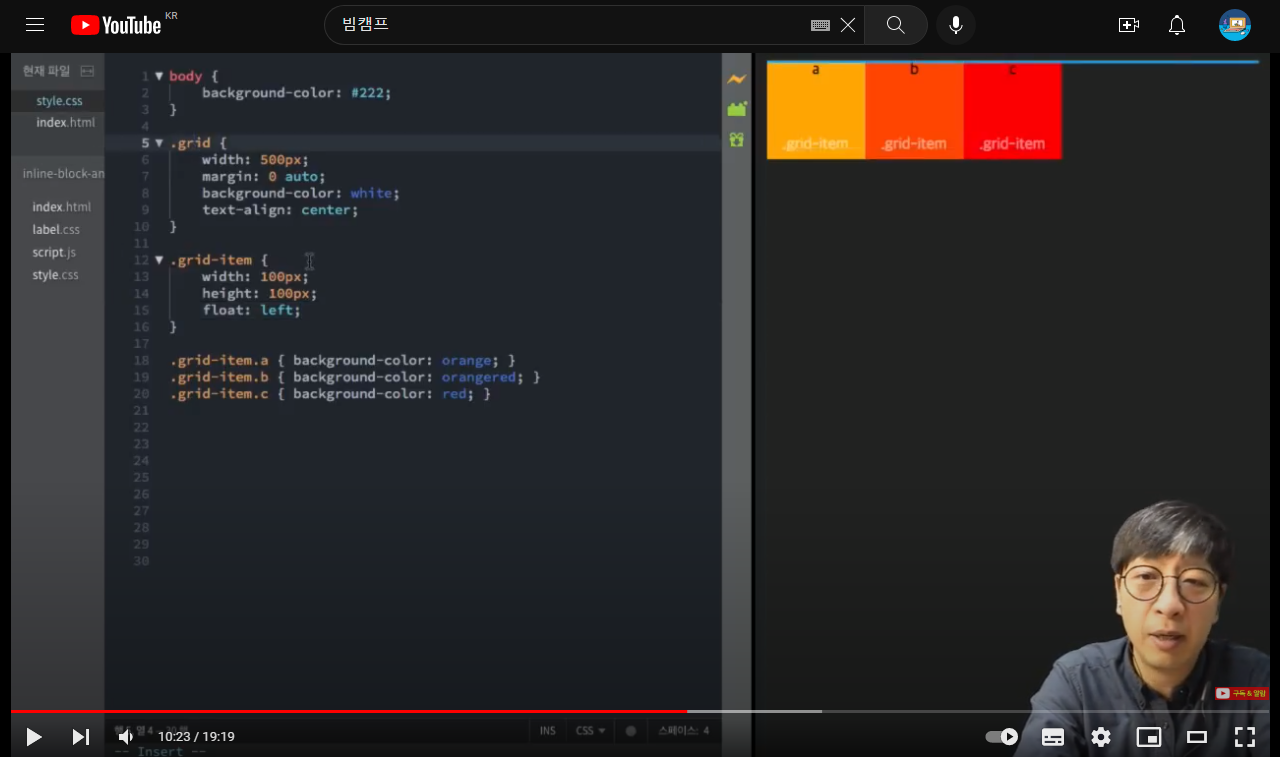 YouTube KR
빔캠프
현재 파일
style.css
index.html
inline-block-an
index.html
label.css
script.js
style.css
1 body {
2 background-color: #222;
3 }
4
5 .grid {
6 width: 500px;
7 margin: 0 auto;
8 background-color: white;
9 text-align: center;
10 }
11
12 .grid-item {
13 width: 100px;
14 height: 100px;
15 float: left;
16 }
17
18 .grid-item.a { background-color: orange; }
19 .grid-item.b { background-color: orangered; }
20 .grid-item.c { background-color: red; }
21
22
23
24
25
26
27
28
29
30
a b c
.grid-item .grid-item .grid-item
구독 & 알림
INS CSS 스페이스: 4
10:23 / 19:19
-- Insert --